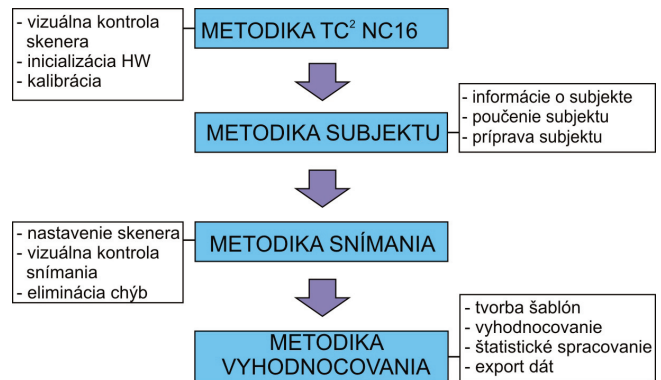 - vizuálna kontrola
skenera
- inicializácia HW
- kalibrácia
METODIKA TC² NC16
METODIKA SUBJEKTU
- informácie o subjekte
- poučenie subjektu
- príprava subjektu
- nastavenie skenera
- vizuálna kontrola
snímania
- eliminácia chýb
METODIKA SNÍMANIA
METODIKA
VYHODNOCOVANIA
- tvorba šablón
- vyhodnocovanie
- štatistické spracovanie
- export dát